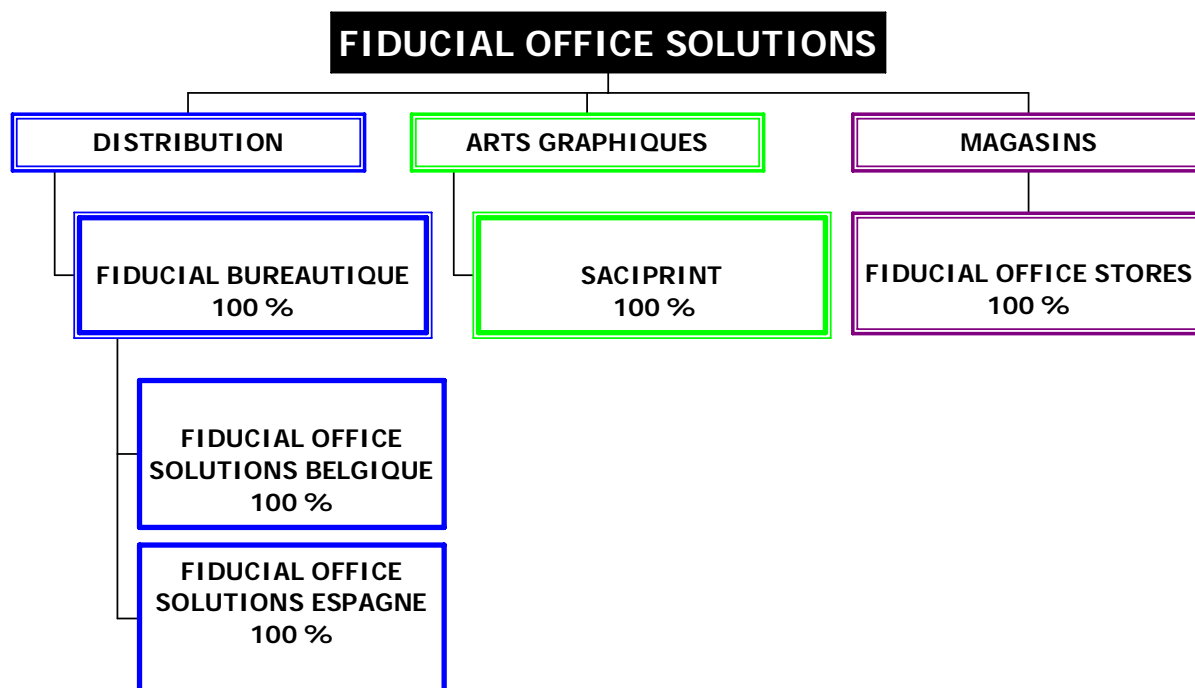 FIDUCIAL OFFICE SOLUTIONS
DISTRIBUTION
ARTS GRAPHIQUES
MAGASINS
FIDUCIAL BUREAUTIQUE
100 %
SACIPRINT
100 %
FIDUCIAL OFFICE STORES
100 %
FIDUCIAL OFFICE
SOLUTIONS BELGIQUE
100 %
FIDUCIAL OFFICE
SOLUTIONS ESPAGNE
100 %